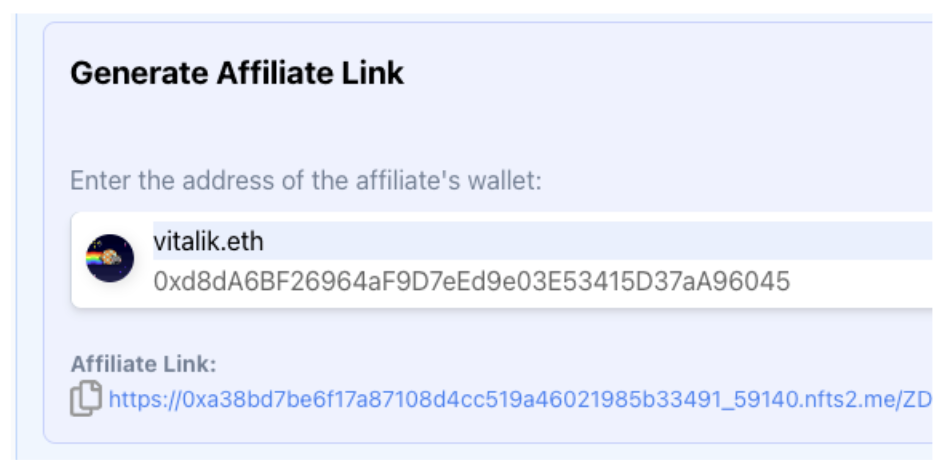 Generate Affiliate Link
Enter the address of the affiliate's wallet:
vitalik.eth
0xd8dA6BF26964aF9D7eEd9e03E53415D37aA96045
Affiliate Link:
https://0xa38bd7be6f17a87108d4cc519a46021985b33491_59140.nfts2.me/ZD